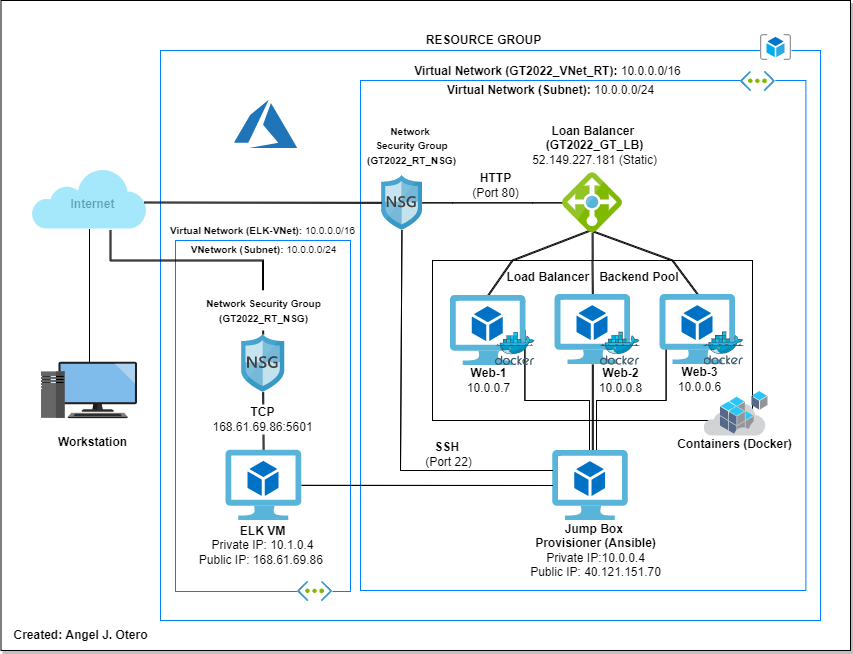 RESOURCE GROUP
Virtual Network (GT2022_VNet_RT): 10.0.0.0/16
Virtual Network (Subnet): 10.0.0.0/24
Network
Security Group
(GT2022_RT_NSG)
NSG
HTTP
(Port 80)
Loan Balancer
(GT2022_GT_LB)
52.149.227.181 (Static)
Internet
Virtual Network (ELK-VNet): 10.0.0.0/16
VNetwork (Subnet): 10.0.0.0/24
Network Security Group
(GT2022_RT_NSG)
NSG
TCP
168.61.69.86:5601
Load Balancer Backend Pool
docker
docker
docker
Web-1
10.0.0.7
Web-2
10.0.0.8
Web-3
10.0.0.6
Containers (Docker)
Workstation
SSH
(Port 22)
ELK VM
Private IP: 10.1.0.4
Public IP: 168.61.69.86
Jump Box
Provisioner (Ansible)
Private IP:10.0.0.4
Public IP: 40.121.151.70
Created: Angel J. Otero